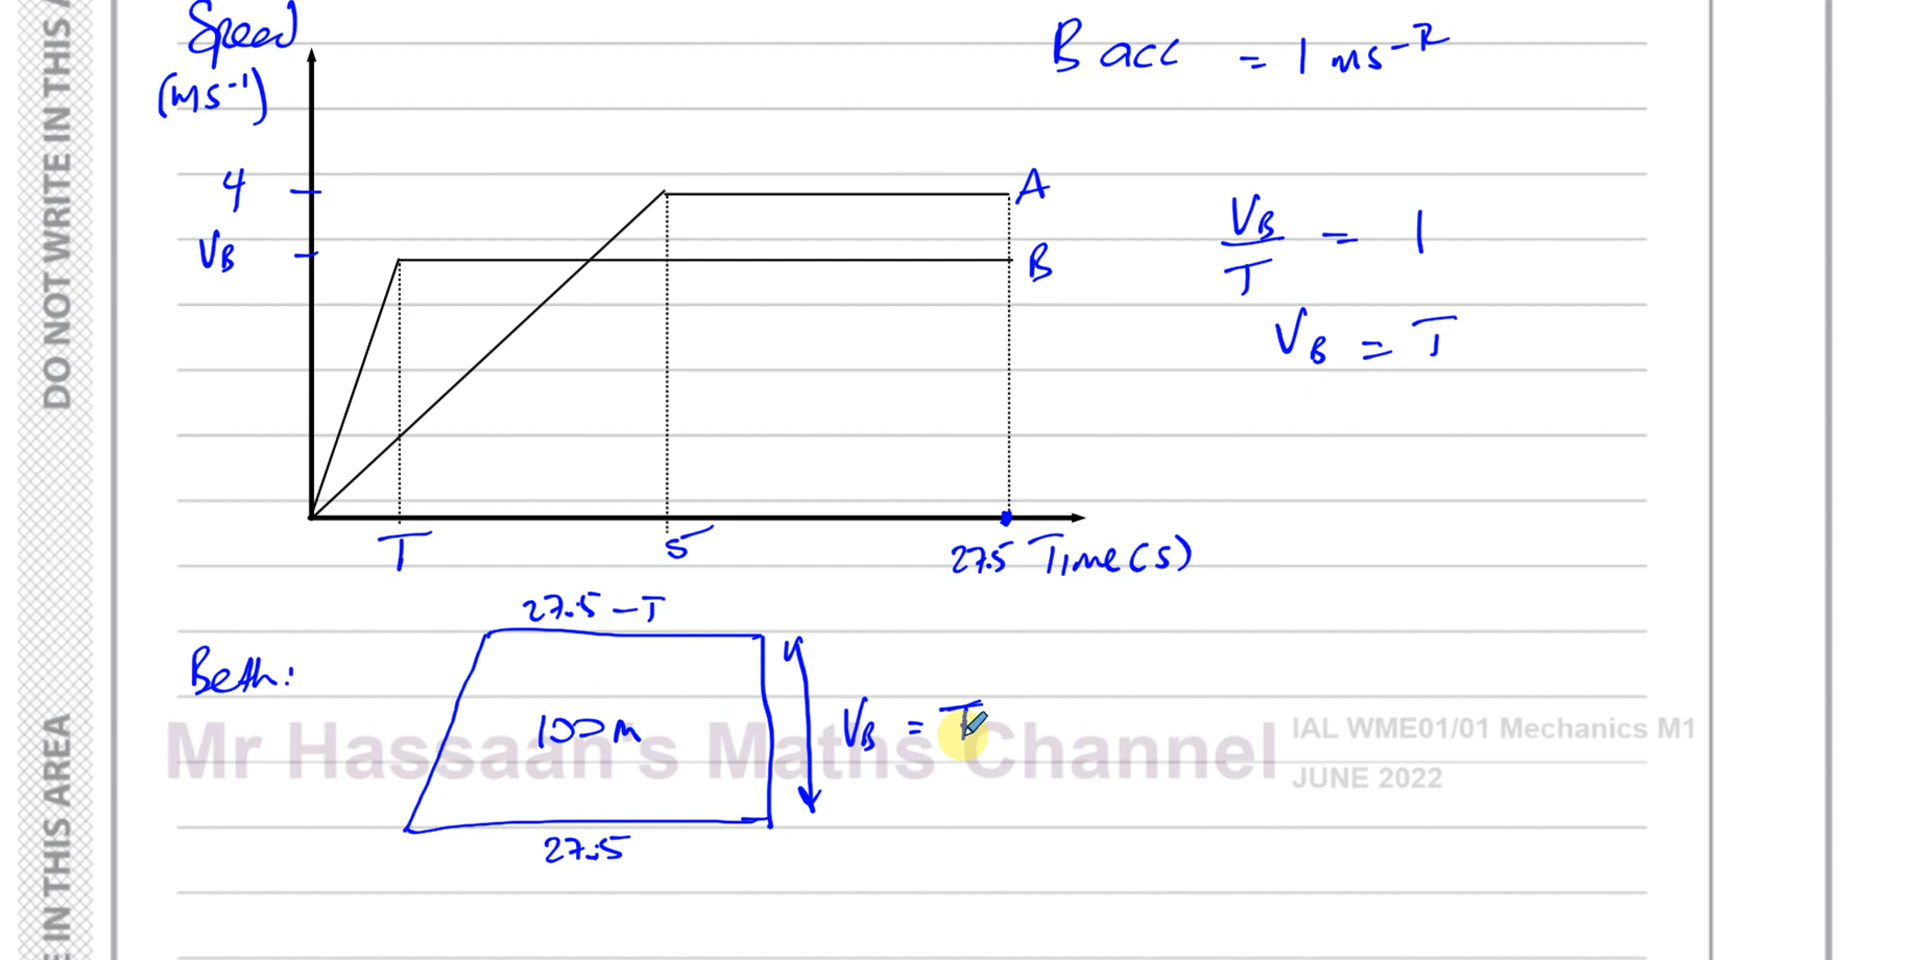 DO NOT WRITE IN THIS A
E IN THIS AREA
Speed
(ms⁻¹)
B acc = 1 ms⁻²
4
V_B
A
B
V_B / T = 1
V_B = T
T
5
27.5 Time (s)
27.5 - T
Beth:
100m
V_B = T
27.5
Mr Hassaan's Maths Channel
IAL WME01/01 Mechanics M1
JUNE 2022